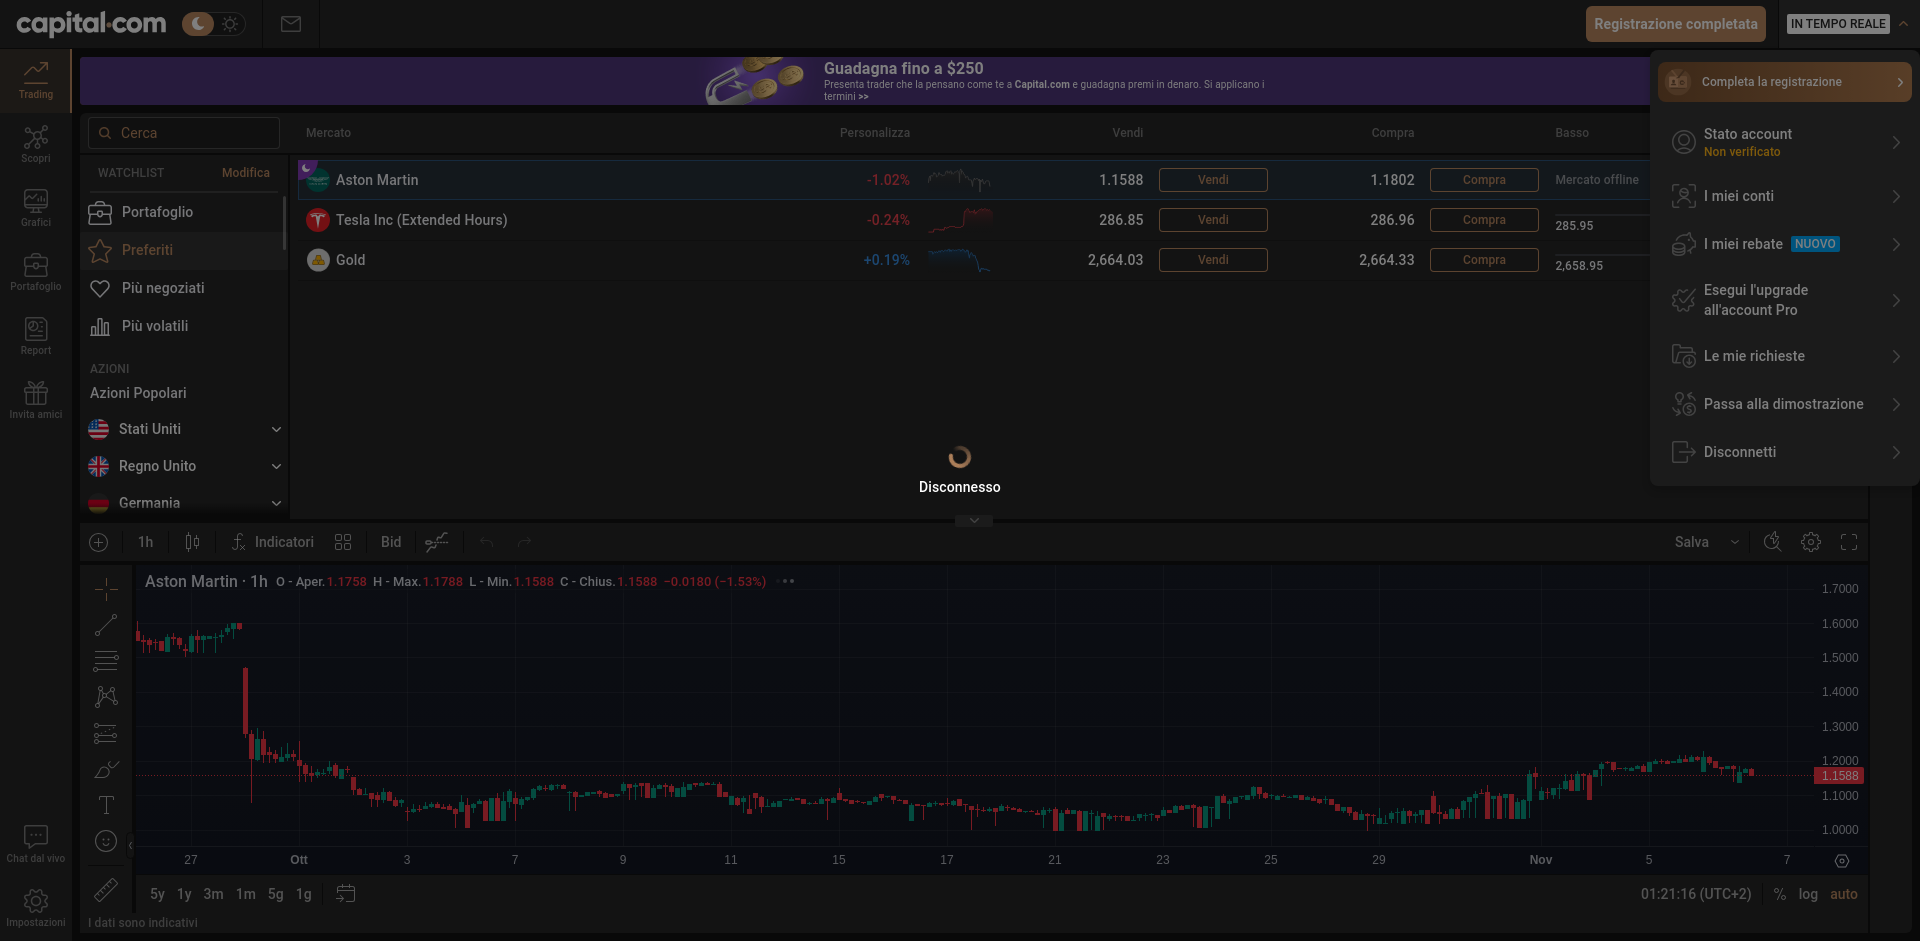 capital.com
Registrazione completata
IN TEMPO REALE
Trading
Scopri
Grafici
Portafoglio
Report
Invita amici
Chat dal vivo
Impostazioni
Guadagna fino a $250
Presenta trader che la pensano come te a Capital.com e guadagna premi in denaro. Si applicano i
termini >>
Cerca
WATCHLIST Modifica
Portafoglio
Preferiti
Più negoziati
Più volatili
AZIONI
Azioni Popolari
Stati Uniti
Regno Unito
Germania
Mercato Personalizza Vendi Compra Basso
Aston Martin -1.02% 1.1588 Vendi 1.1802 Compra Mercato offline
Tesla Inc (Extended Hours) -0.24% 286.85 Vendi 286.96 Compra 285.95
Gold +0.19% 2,664.03 Vendi 2,664.33 Compra 2,658.95
Completa la registrazione
Stato account
Non verificato
I miei conti
I miei rebate NUOVO
Esegui l'upgrade
all'account Pro
Le mie richieste
Passa alla dimostrazione
Disconnetti
Disconnesso
1h Indicatori Bid Salva
Aston Martin · 1h O - Aper.1.1758 H - Max.1.1788 L - Min.1.1588 C - Chius.1.1588 −0.0180 (−1.53%)
1.7000
1.6000
1.5000
1.4000
1.3000
1.2000
1.1588
1.1000
1.0000
27 Ott 3 7 9 11 15 17 21 23 25 29 Nov 5 7
5y 1y 3m 1m 5g 1g 01:21:16 (UTC+2) % log auto
I dati sono indicativi